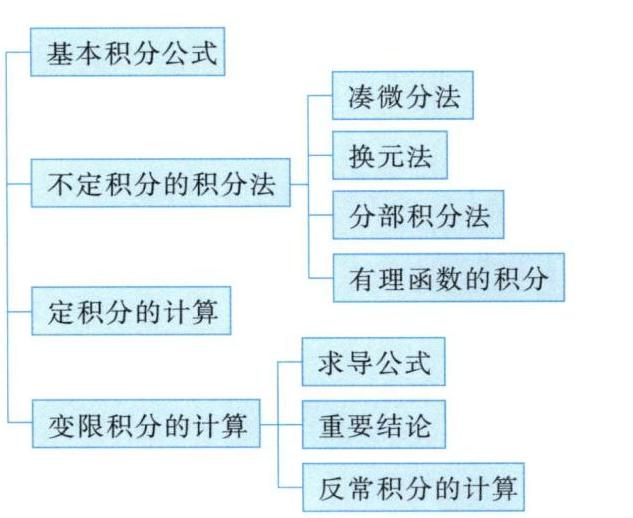 基本积分公式
不定积分的积分法
凑微分法
换元法
分部积分法
有理函数的积分
定积分的计算
变限积分的计算
求导公式
重要结论
反常积分的计算